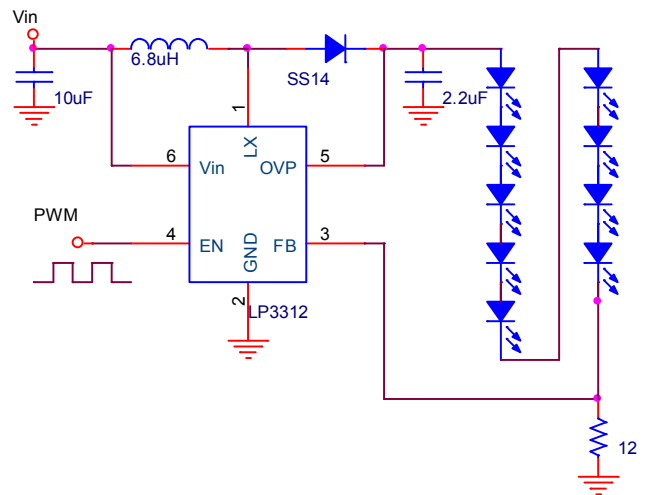 Vin
6.8uH
SS14
10uF
2.2uF
1
LX
6
Vin
OVP
5
PWM
4
EN
GND
FB
3
2
LP3312
12